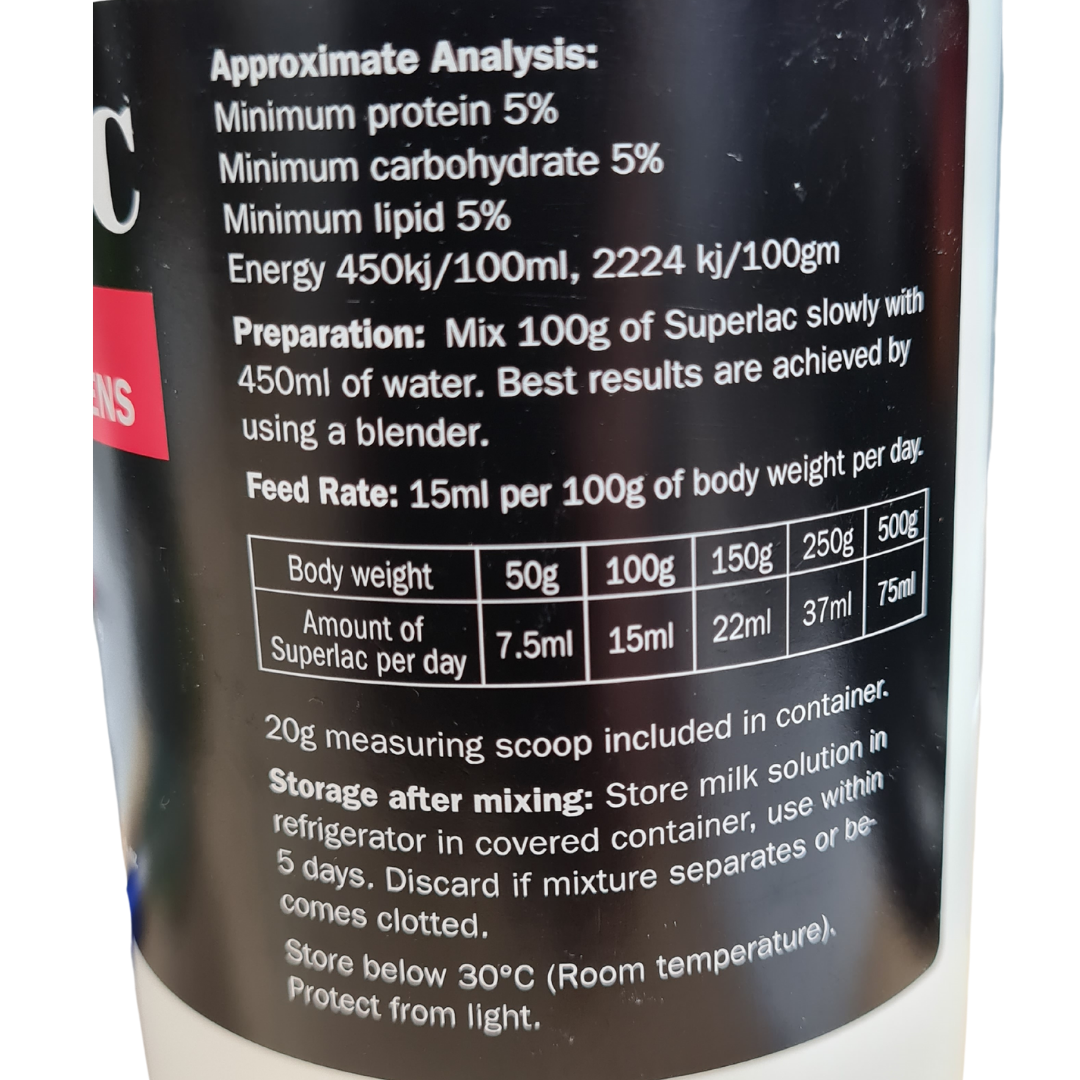 C
ENS
Approximate Analysis:
Minimum protein 5%
Minimum carbohydrate 5%
Minimum lipid 5%
Energy 450kj/100ml, 2224 kj/100gm
Preparation: Mix 100g of Superlac slowly with
450ml of water. Best results are achieved by
using a blender.
Feed Rate: 15ml per 100g of body weight per day.
Body weight 50g 100g 150g 250g 500g
Amount of
Superlac per day 7.5ml 15ml 22ml 37ml 75ml
20g measuring scoop included in container.
Storage after mixing: Store milk solution in
refrigerator in covered container, use within
5 days. Discard if mixture separates or be-
comes clotted.
Store below 30°C (Room temperature).
Protect from light.